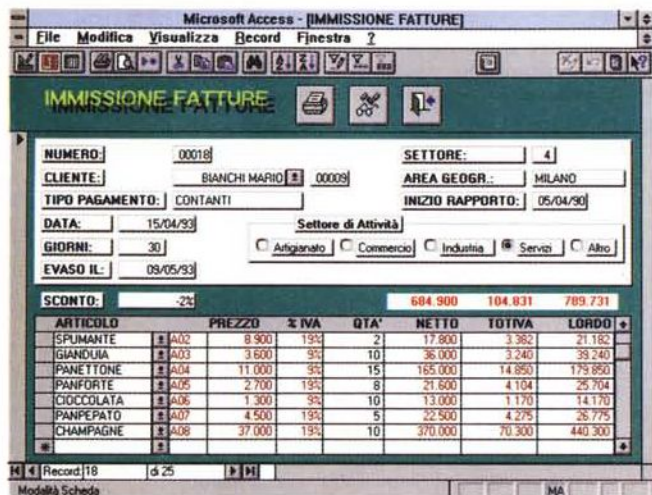 Microsoft Access - [IMMISSIONE FATTURE]
File Modifica Visualizza Record Finestra ?
IMMISSIONE FATTURE
NUMERO: 00018 SETTORE: 4
CLIENTE: BIANCHI MARIO 00009 AREA GEOGR.: MILANO
TIPO PAGAMENTO: CONTANTI INIZIO RAPPORTO: 05/04/90
DATA: 15/04/93 Settore di Attività
GIORNI: 30 Artigianato Commercio Industria Servizi Altro
EVASO IL: 09/05/93
SCONTO: -2% 684.900 104.831 789.731
ARTICOLO PREZZO % IVA QTA' NETTO TOTIVA LORDO
SPUMANTE A02 8.900 19% 2 17.800 3.382 21.182
GIANDUIA A03 3.600 9% 10 36.000 3.240 39.240
PANETTONE A04 11.000 9% 15 165.000 14.850 179.850
PANFORTE A05 2.700 19% 8 21.600 4.104 25.704
CIOCCOLATA A06 1.300 9% 10 13.000 1.170 14.170
PANPEPATO A07 4.500 19% 5 22.500 4.275 26.775
CHAMPAGNE A08 37.000 19% 10 370.000 70.300 440.300
Record: 18 di 25
Modalità Scheda MA